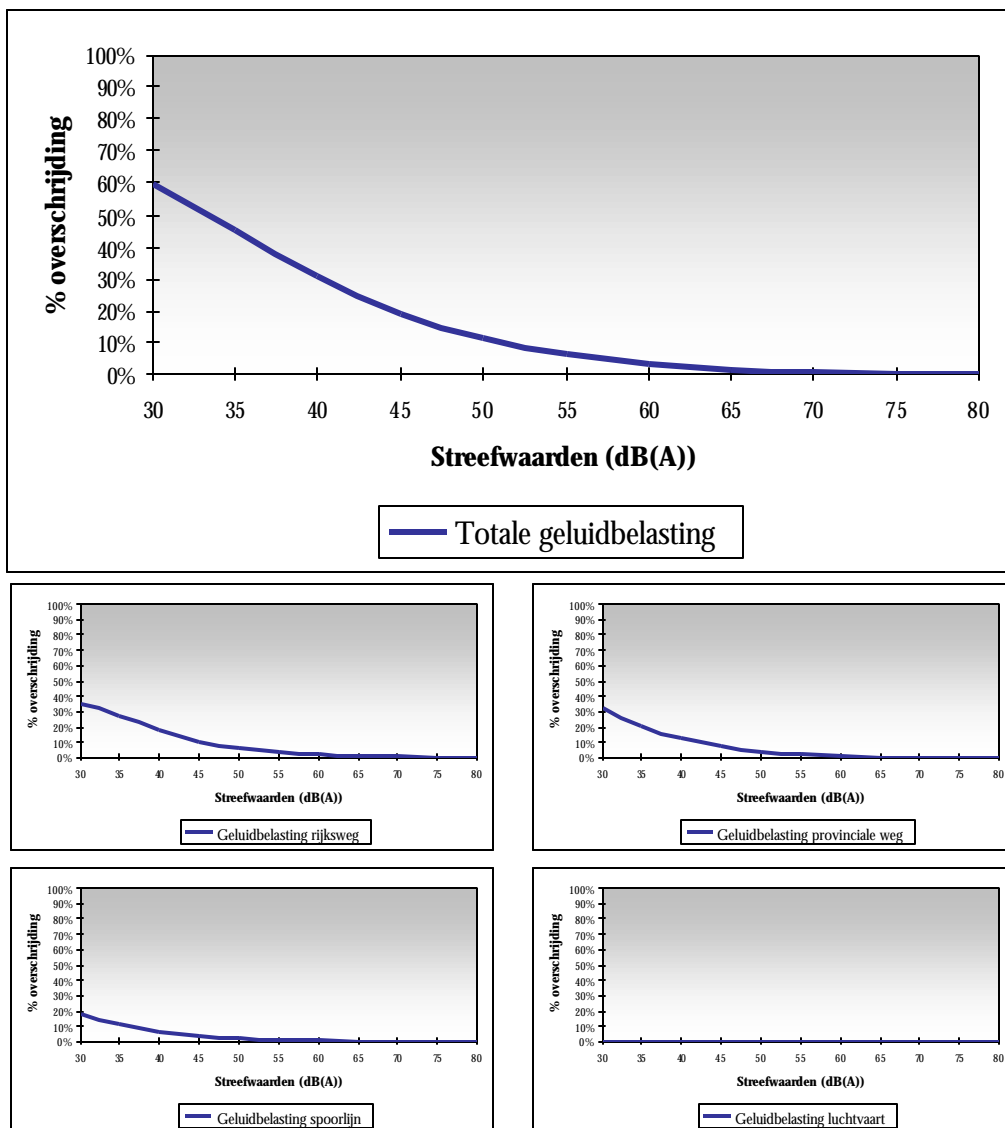 100%
90%
80%
70%
60%
50%
40%
30%
20%
10%
0%
% overschrijding
30 35 40 45 50 55 60 65 70 75 80
Streefwaarden (dB(A))
Totale geluidbelasting
100%
90%
80%
70%
60%
50%
40%
30%
20%
10%
0%
% overschrijding
30 35 40 45 50 55 60 65 70 75 80
Streefwaarden (dB(A))
Geluidbelasting rijksweg
100%
90%
80%
70%
60%
50%
40%
30%
20%
10%
0%
% overschrijding
30 35 40 45 50 55 60 65 70 75 80
Streefwaarden (dB(A))
Geluidbelasting provinciale weg
100%
90%
80%
70%
60%
50%
40%
30%
20%
10%
0%
% overschrijding
30 35 40 45 50 55 60 65 70 75 80
Streefwaarden (dB(A))
Geluidbelasting spoorlijn
100%
90%
80%
70%
60%
50%
40%
30%
20%
10%
0%
% overschrijding
30 35 40 45 50 55 60 65 70 75 80
Streefwaarden (dB(A))
Geluidbelasting luchtvaart